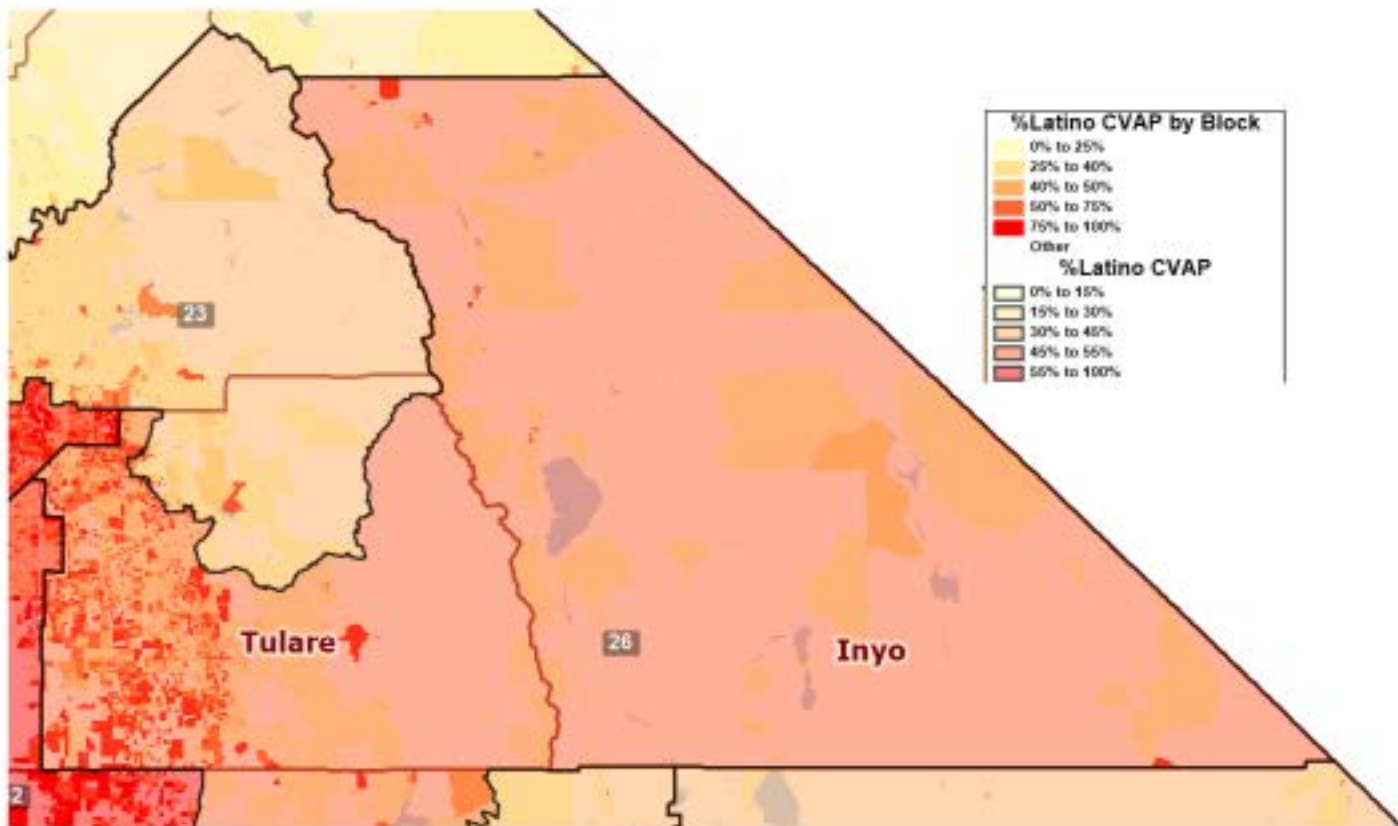 %Latino CVAP by Block
0% to 25%
25% to 40%
40% to 50%
50% to 75%
75% to 100%
Other
%Latino CVAP
0% to 15%
15% to 30%
30% to 45%
45% to 55%
55% to 100%
23
Tulare
26
Inyo
2